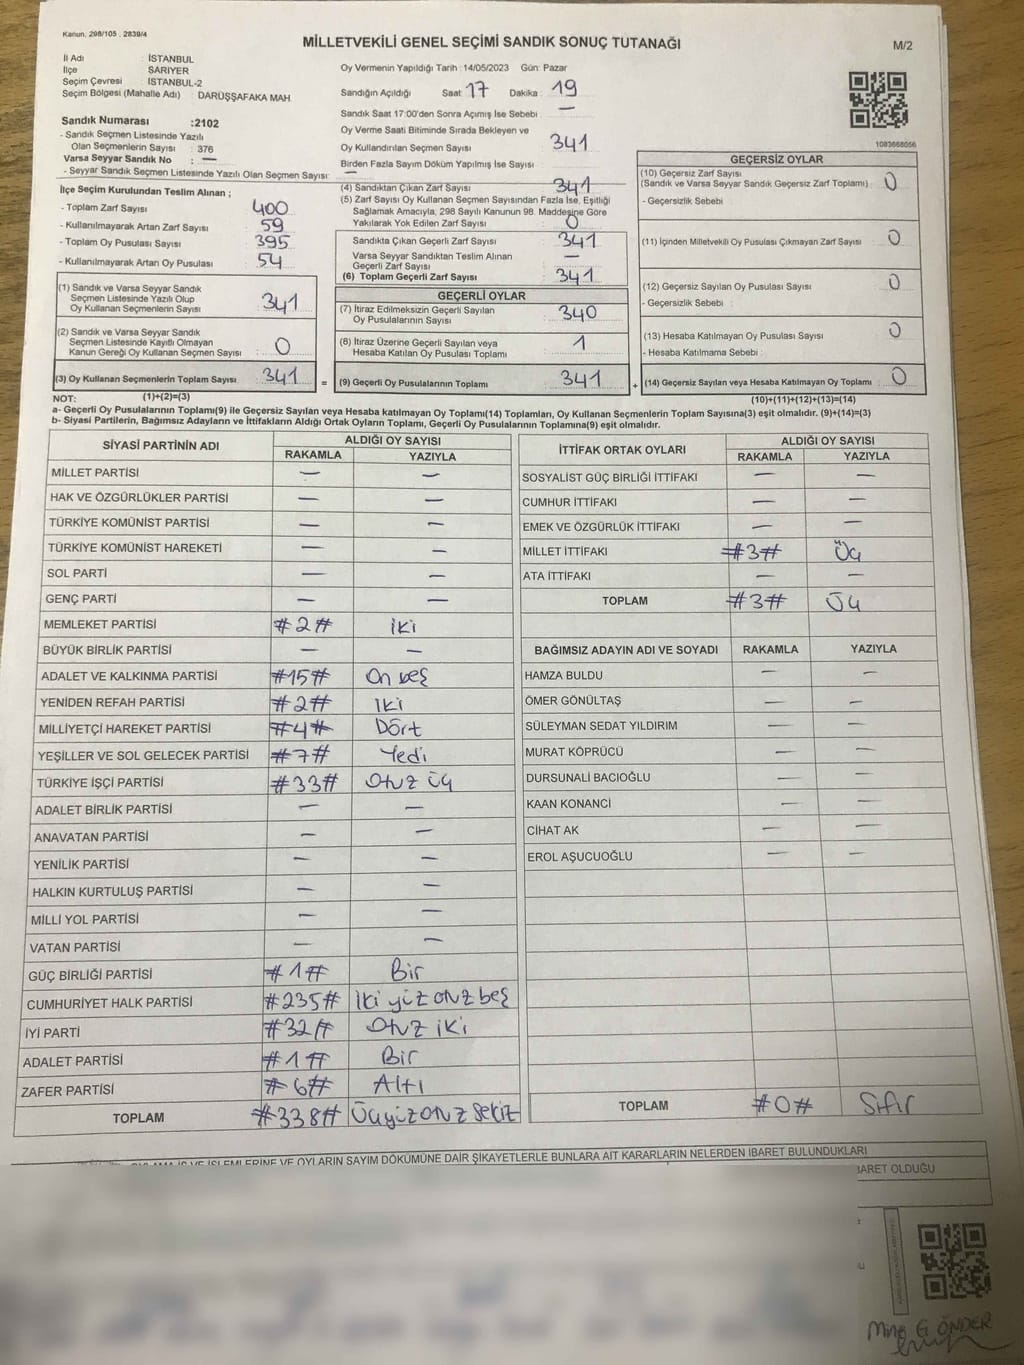 Kanun. 298/105 . 2839/4
MİLLETVEKİLİ GENEL SEÇİMİ SANDIK SONUÇ TUTANAĞI
M/2
İl Adı : İSTANBUL
İlçe SARIYER
Seçim Çevresi : İSTANBUL-2
Seçim Bölgesi (Mahalle Adı) : DARÜŞŞAFAKA MAH.
Oy Vermenin Yapıldığı Tarih :14/05/2023 Gün: Pazar
Sandığın Açıldığı Saat : 17 Dakika : 19
Sandık Saat 17:00'den Sonra Açımış İse Sebebi : —
Oy Verme Saati Bitiminde Sırada Bekleyen ve
Oy Kullandırılan Seçmen Sayısı : 341
Birden Fazla Sayım Döküm Yapılmış İse Sayısı :
Sandık Numarası :2102
- Sandık Seçmen Listesinde Yazılı
Olan Seçmenlerin Sayısı : 376
Varsa Seyyar Sandık No : —
- Seyyar Sandık Seçmen Listesinde Yazılı Olan Seçmen Sayısı: —
1083668056
İlçe Seçim Kurulundan Teslim Alınan ;
- Toplam Zarf Sayısı : 400
- Kullanılmayarak Artan Zarf Sayısı : 59
- Toplam Oy Pusulası Sayısı : 395
- Kullanılmayarak Artan Oy Pusulası : 54
(1) Sandık ve Varsa Seyyar Sandık
Seçmen Listesinde Yazılı Olup
Oy Kullanan Seçmenlerin Sayısı : 341
(2) Sandık ve Varsa Seyyar Sandık
Seçmen Listesinde Kayıtlı Olmayan
Kanun Gereği Oy Kullanan Seçmen Sayısı : 0
(3) Oy Kullanan Seçmenlerin Toplam Sayısı : 341
(1)+(2)=(3)
(4) Sandıktan Çıkan Zarf Sayısı : 341
(5) Zarf Sayısı Oy Kullanan Seçmen Sayısından Fazla İse, Eşitliği
Sağlamak Amacıyla, 298 Sayılı Kanunun 98. Maddesine Göre
Yakılarak Yok Edilen Zarf Sayısı : 0
Sandıkta Çıkan Geçerli Zarf Sayısı : 341
Varsa Seyyar Sandıktan Teslim Alınan
Geçerli Zarf Sayısı : —
(6) Toplam Geçerli Zarf Sayısı : 341
GEÇERLİ OYLAR
(7) İtiraz Edilmeksizin Geçerli Sayılan
Oy Pusulalarının Sayısı : 340
(8) İtiraz Üzerine Geçerli Sayılan veya
Hesaba Katılan Oy Pusulası Toplamı : 1
= (9) Geçerli Oy Pusulalarının Toplamı : 341
GEÇERSİZ OYLAR
(10) Geçersiz Zarf Sayısı
(Sandık ve Varsa Seyyar Sandık Geçersiz Zarf Toplamı) : 0
- Geçersizlik Sebebi :
(11) İçinden Milletvekili Oy Pusulası Çıkmayan Zarf Sayısı : 0
(12) Geçersiz Sayılan Oy Pusulası Sayısı : 0
- Geçersizlik Sebebi :
(13) Hesaba Katılmayan Oy Pusulası Sayısı : 0
- Hesaba Katılmama Sebebi :
+ (14) Geçersiz Sayılan veya Hesaba Katılmayan Oy Toplamı : 0
(10)+(11)+(12)+(13)=(14)
NOT:
a- Geçerli Oy Pusulalarının Toplamı(9) ile Geçersiz Sayılan veya Hesaba katılmayan Oy Toplamı(14) Toplamları, Oy Kullanan Seçmenlerin Toplam Sayısına(3) eşit olmalıdır. (9)+(14)=(3)
b- Siyasi Partilerin, Bağımsız Adayların ve İttifakların Aldığı Ortak Oyların Toplamı, Geçerli Oy Pusulalarının Toplamına(9) eşit olmalıdır.
SİYASİ PARTİNİN ADI ALDIĞI OY SAYISI
RAKAMLA YAZIYLA
MİLLET PARTİSİ — —
HAK VE ÖZGÜRLÜKLER PARTİSİ — —
TÜRKİYE KOMÜNİST PARTİSİ — —
TÜRKİYE KOMÜNİST HAREKETİ — —
SOL PARTİ — —
GENÇ PARTİ — —
MEMLEKET PARTİSİ #2# iki
BÜYÜK BİRLİK PARTİSİ — —
ADALET VE KALKINMA PARTİSİ #15# On beş
YENİDEN REFAH PARTİSİ #2# İki
MİLLİYETÇİ HAREKET PARTİSİ #4# Dört
YEŞİLLER VE SOL GELECEK PARTİSİ #7# Yedi
TÜRKİYE İŞÇİ PARTİSİ #33# Otuz üç
ADALET BİRLİK PARTİSİ — —
ANAVATAN PARTİSİ — —
YENİLİK PARTİSİ — —
HALKIN KURTULUŞ PARTİSİ — —
MİLLİ YOL PARTİSİ — —
VATAN PARTİSİ — —
GÜÇ BİRLİĞİ PARTİSİ #1# Bir
CUMHURİYET HALK PARTİSİ #235# İki yüz otuz beş
İYİ PARTİ #32# Otuz iki
ADALET PARTİSİ #1# Bir
ZAFER PARTİSİ #6# Altı
TOPLAM #338# Üçyüz otuz sekiz
İTTİFAK ORTAK OYLARI ALDIĞI OY SAYISI
RAKAMLA YAZIYLA
SOSYALİST GÜÇ BİRLİĞİ İTTİFAKI — —
CUMHUR İTTİFAKI — —
EMEK VE ÖZGÜRLÜK İTTİFAKI — —
MİLLET İTTİFAKI #3# Üç
ATA İTTİFAKI — —
TOPLAM #3# Üç
BAĞIMSIZ ADAYIN ADI VE SOYADI RAKAMLA YAZIYLA
HAMZA BULDU — —
ÖMER GÖNÜLTAŞ — —
SÜLEYMAN SEDAT YILDIRIM — —
MURAT KÖPRÜCÜ — —
DURSUNALİ BACIOĞLU — —
KAAN KONANCİ — —
CİHAT AK — —
EROL AŞUCUOĞLU — —
TOPLAM #0# Sıfır
İŞLEMLERİNE VE OYLARIN SAYIM DÖKÜMÜNE DAİR ŞİKAYETLERLE BUNLARA AİT KARARLARIN NELERDEN İBARET BULUNDUKLARI
BARET OLDUĞU
G. ÖNDER